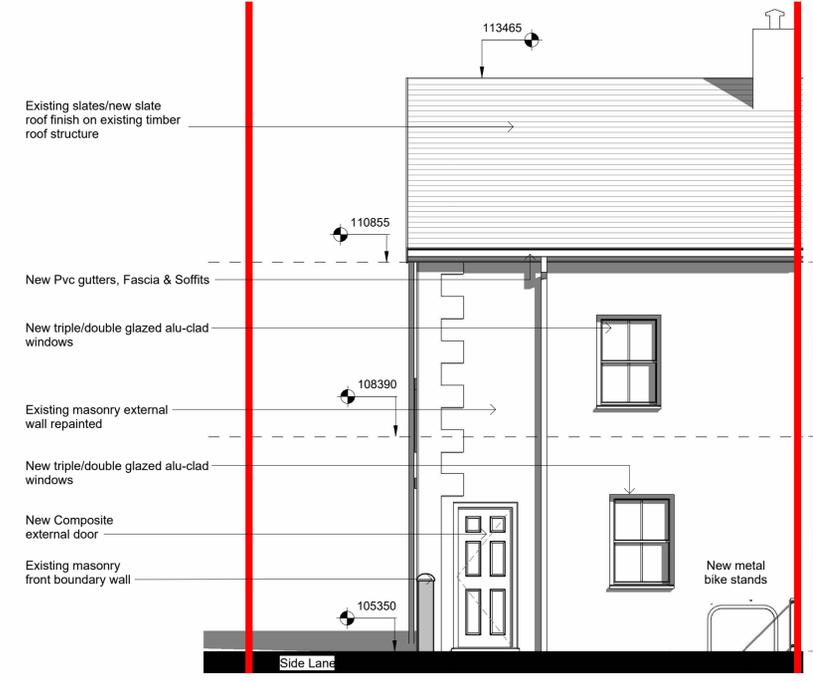 113465
Existing slates/new slate
roof finish on existing timber
roof structure
110855
New Pvc gutters, Fascia & Soffits
New triple/double glazed alu-clad
windows
108390
Existing masonry external
wall repainted
New triple/double glazed alu-clad
windows
New Composite
external door
Existing masonry
front boundary wall
New metal
bike stands
105350
Side Lane